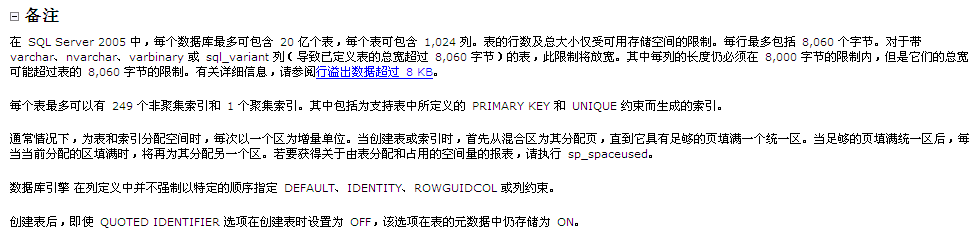 备注
在 SQL Server 2005 中，每个数据库最多可包含 20 亿个表，每个表可包含 1,024 列。表的行数及总大小仅受可用存储空间的限制。每行最多包括 8,060 个字节。对于带
varchar、nvarchar、varbinary 或 sql_variant 列（导致已定义表的总宽超过 8,060 字节）的表，此限制将放宽。其中每列的长度仍必须在 8,000 字节的限制内，但是它们的总宽
可能超过表的 8,060 字节的限制。有关详细信息，请参阅行溢出数据超过 8 KB。
每个表最多可以有 249 个非聚集索引和 1 个聚集索引。其中包括为支持表中所定义的 PRIMARY KEY 和 UNIQUE 约束而生成的索引。
通常情况下，为表和索引分配空间时，每次以一个区为增量单位。当创建表或索引时，首先从混合区为其分配页，直到它具有足够的页填满一个统一区。当足够的页填满统一区后，每
当当前分配的区填满时，将再为其分配另一个区。若要获得关于由表分配和占用的空间量的报表，请执行 sp_spaceused。
数据库引擎 在列定义中并不强制以特定的顺序指定 DEFAULT、IDENTITY、ROWGUIDCOL 或列约束。
创建表后，即使 QUOTED IDENTIFIER 选项在创建表时设置为 OFF，该选项在表的元数据中仍存储为 ON。